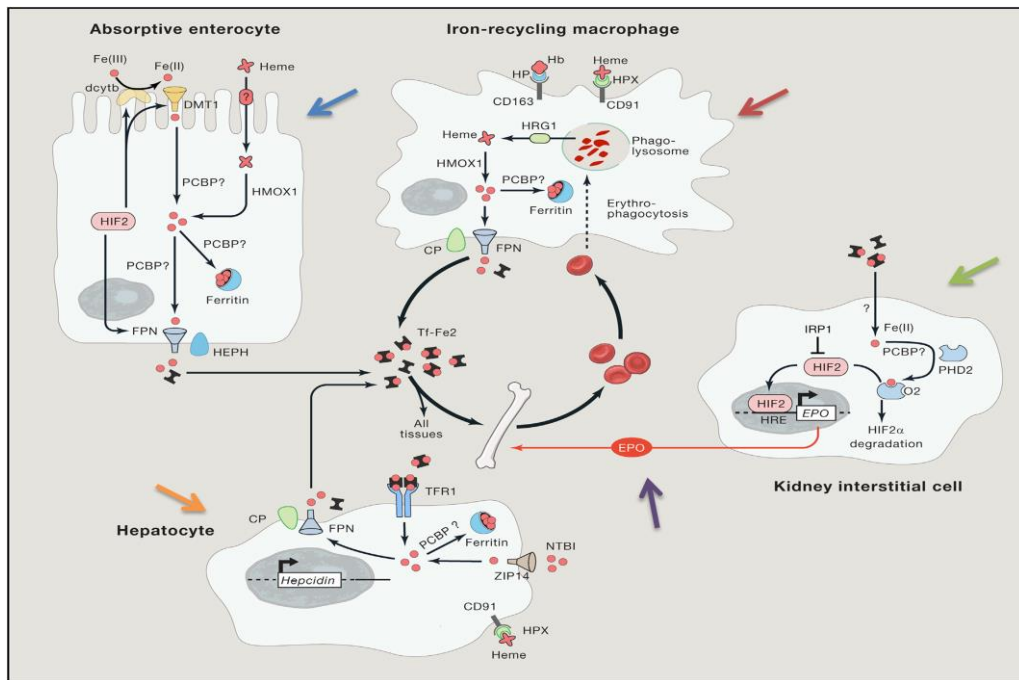 Absorptive enterocyte
Fe(III)
Fe(II)
Heme
dcytb
DMT1
?
PCBP?
HMOX1
HIF2
PCBP?
PCBP?
Ferritin
FPN
HEPH
Iron-recycling macrophage
Hb
HP
CD163
Heme
HPX
CD91
HRG1
Heme
Phago-
lysosome
HMOX1
PCBP?
Ferritin
Erythro-
phagocytosis
CP
FPN
Tf-Fe2
All
tissues
EPO
?
Fe(II)
IRP1
PCBP?
PHD2
HIF2
O2
HIF2
HRE
EPO
HIF2α
degradation
Kidney interstitial cell
Hepatocyte
CP
FPN
TFR1
PCBP ?
Ferritin
NTBI
ZIP14
Hepcidin
CD91
HPX
Heme